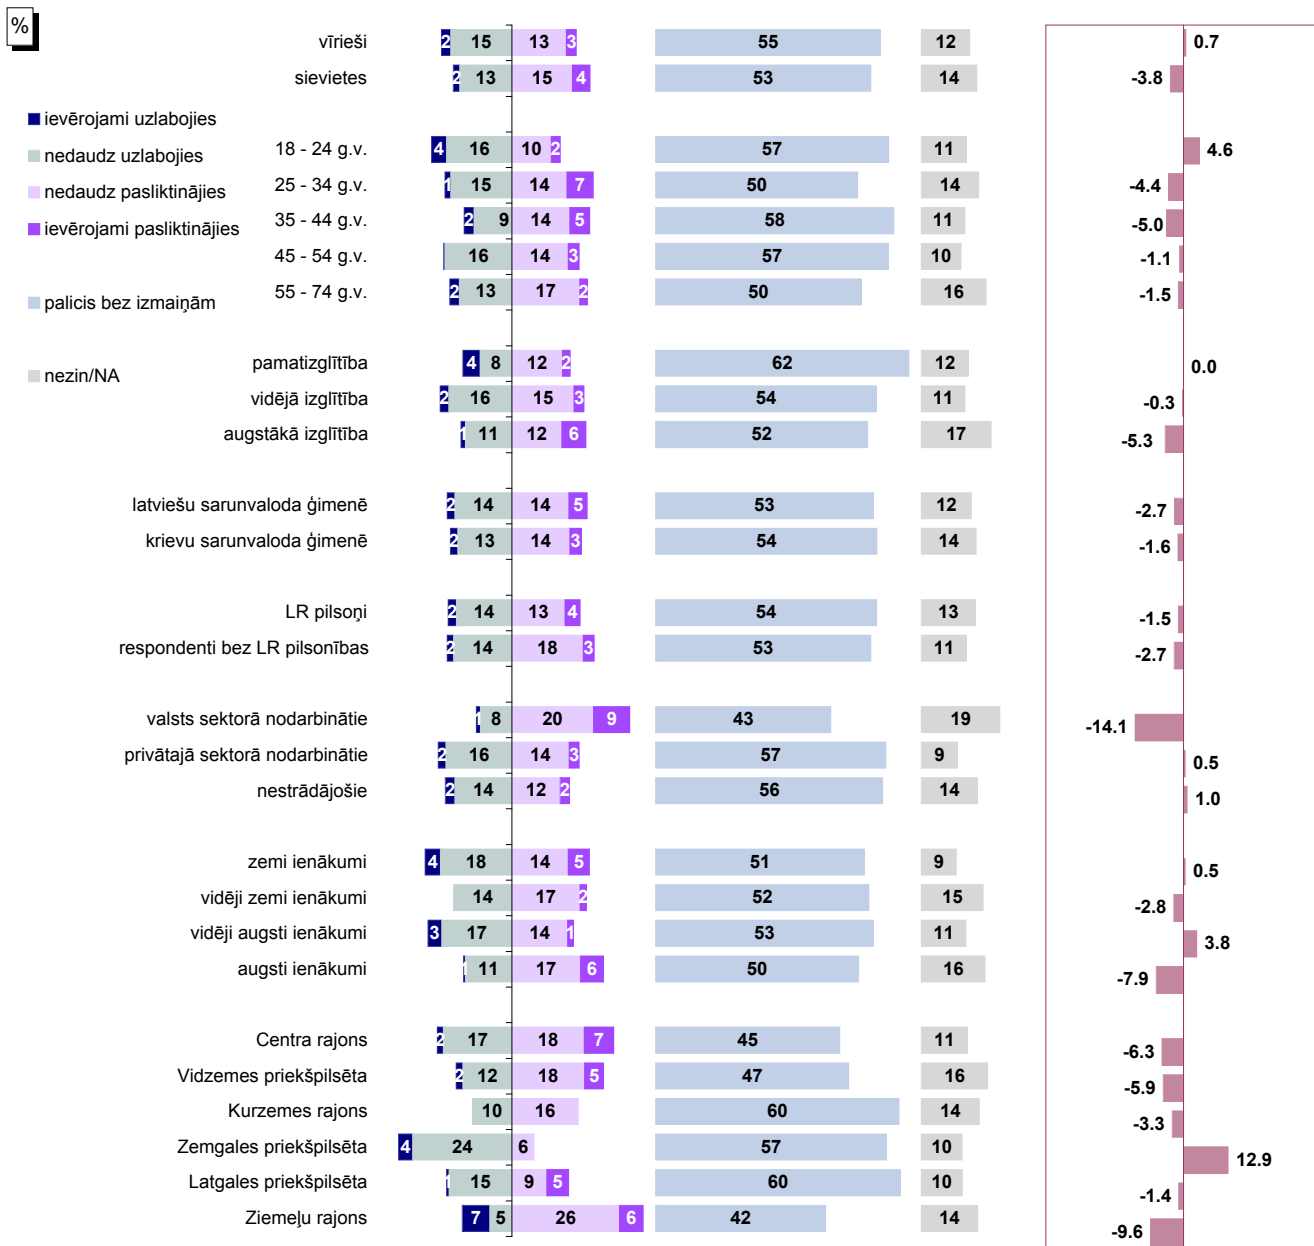 %
vīrieši 2 15 13 3 55 12 0.7
sievietes 2 13 15 4 53 14 -3.8
ievērojami uzlabojies
nedaudz uzlabojies
nedaudz pasliktinājies
ievērojami pasliktinājies
palicis bez izmaiņām
nezin/NA
18 - 24 g.v. 4 16 10 2 57 11 4.6
25 - 34 g.v. 1 15 14 7 50 14 -4.4
35 - 44 g.v. 2 9 14 5 58 11 -5.0
45 - 54 g.v. 16 14 3 57 10 -1.1
55 - 74 g.v. 2 13 17 2 50 16 -1.5
pamatizglītība 4 8 12 2 62 12 0.0
vidējā izglītība 2 16 15 3 54 11 -0.3
augstākā izglītība 1 11 12 6 52 17 -5.3
latviešu sarunvaloda ģimenē 2 14 14 5 53 12 -2.7
krievu sarunvaloda ģimenē 2 13 14 3 54 14 -1.6
LR pilsoņi 2 14 13 4 54 13 -1.5
respondenti bez LR pilsonības 2 14 18 3 53 11 -2.7
valsts sektorā nodarbinātie 1 8 20 9 43 19 -14.1
privātajā sektorā nodarbinātie 2 16 14 3 57 9 0.5
nestrādājošie 2 14 12 2 56 14 1.0
zemi ienākumi 4 18 14 5 51 9 0.5
vidēji zemi ienākumi 14 17 2 52 15 -2.8
vidēji augsti ienākumi 3 17 14 1 53 11 3.8
augsti ienākumi 1 11 17 6 50 16 -7.9
Centra rajons 2 17 18 7 45 11 -6.3
Vidzemes priekšpilsēta 2 12 18 5 47 16 -5.9
Kurzemes rajons 10 16 60 14 -3.3
Zemgales priekšpilsēta 4 24 6 57 10 12.9
Latgales priekšpilsēta 1 15 9 5 60 10 -1.4
Ziemeļu rajons 7 5 26 6 42 14 -9.6